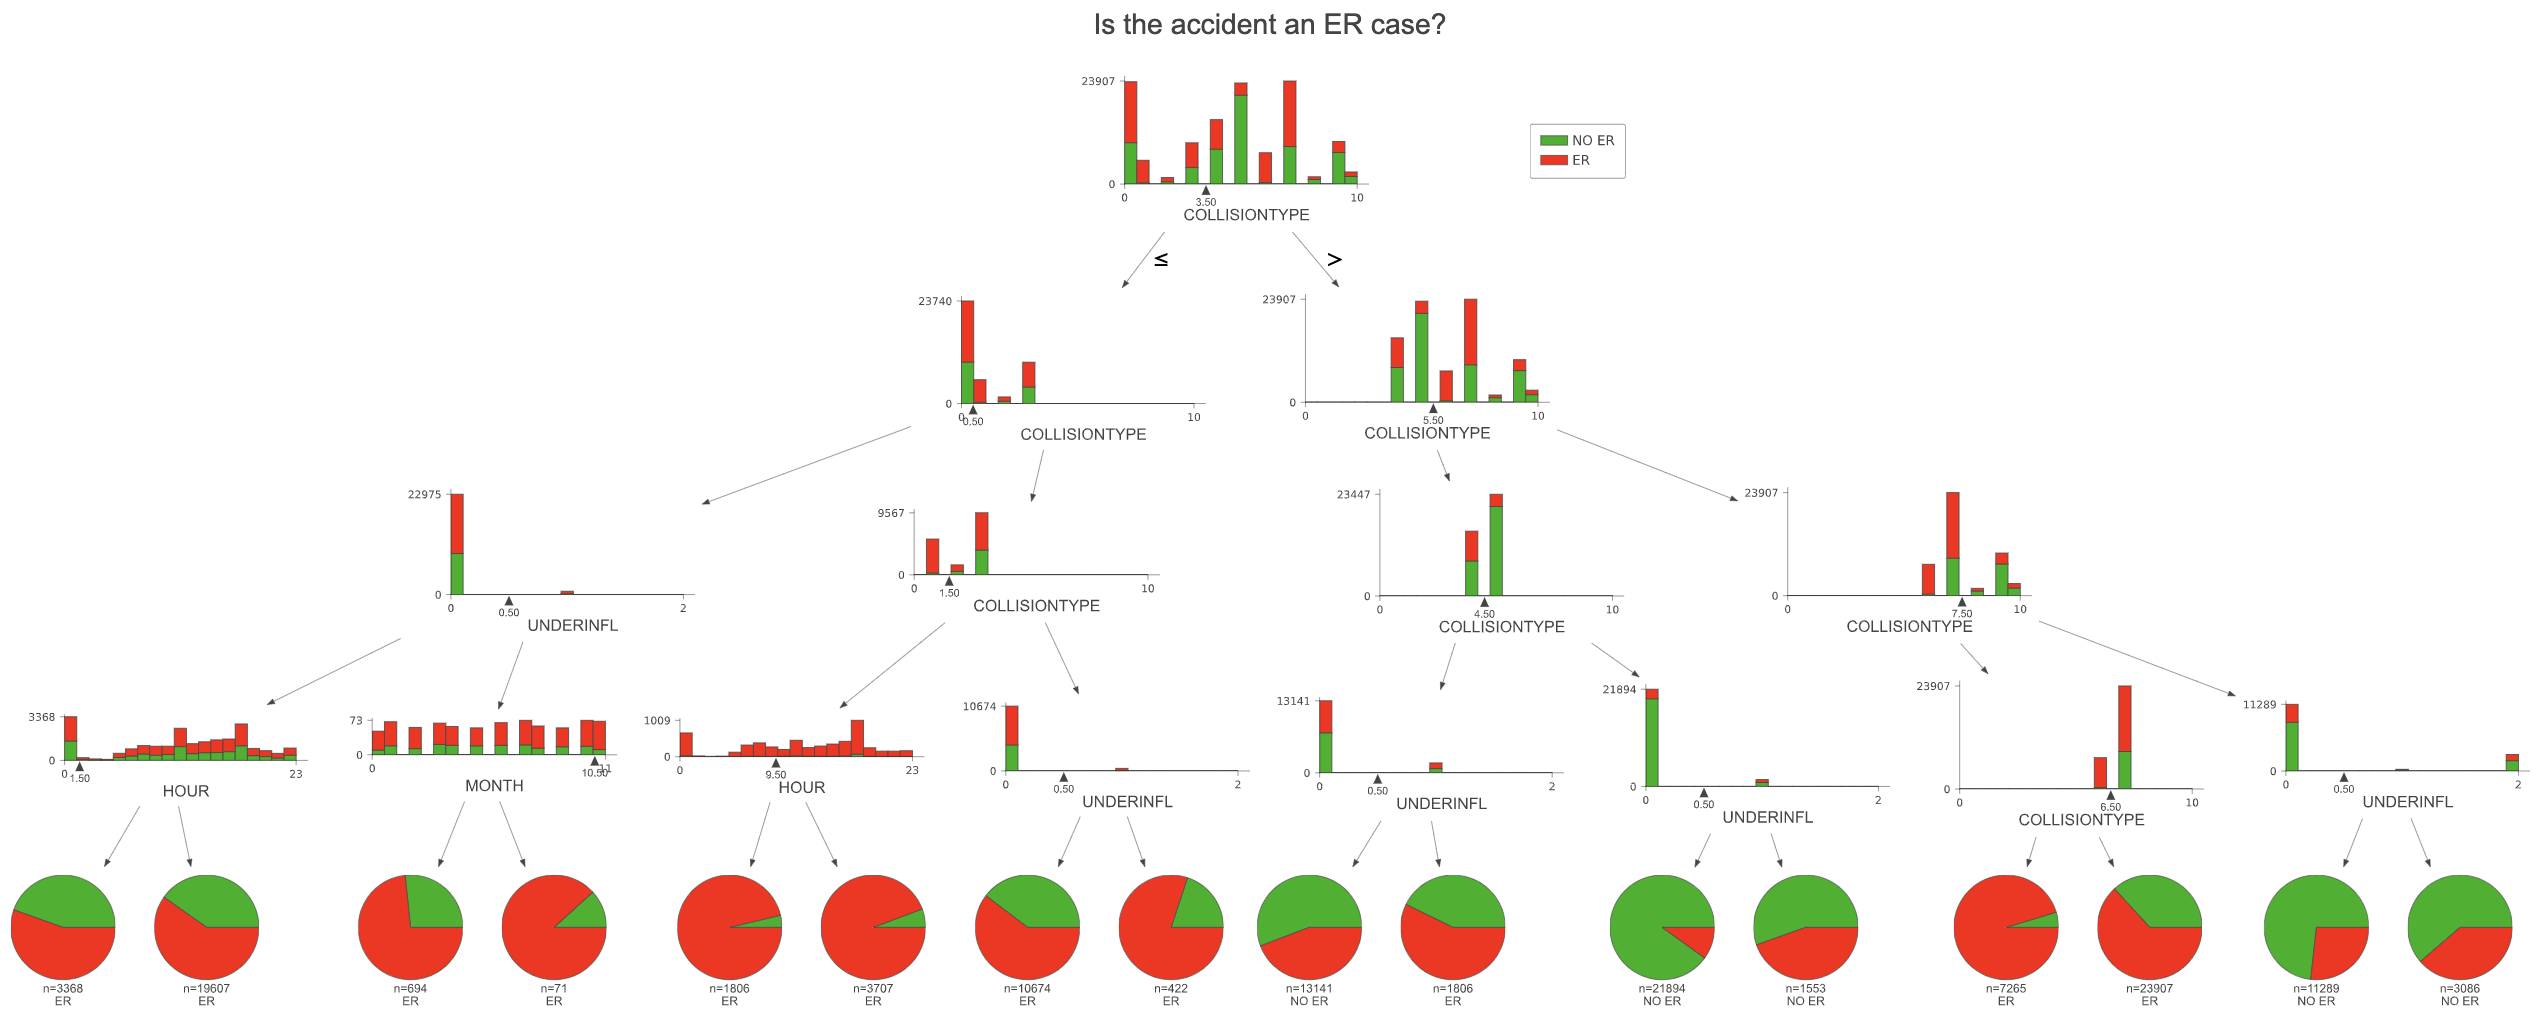 Is the accident an ER case?
23907
0
0
3.50
10
COLLISIONTYPE
NO ER
ER
≤
>
23740
0
0
0.50
10
COLLISIONTYPE
23907
0
0
5.50
10
COLLISIONTYPE
22975
0
0
0.50
2
UNDERINFL
9567
0
0
1.50
10
COLLISIONTYPE
23447
0
0
4.50
10
COLLISIONTYPE
23907
0
0
7.50
10
COLLISIONTYPE
3368
0
0
1.50
23
HOUR
73
0
0
10.50
11
MONTH
1009
0
0
9.50
23
HOUR
10674
0
0
0.50
2
UNDERINFL
13141
0
0
0.50
2
UNDERINFL
21894
0
0
0.50
2
UNDERINFL
23907
0
0
6.50
10
COLLISIONTYPE
11289
0
0
0.50
2
UNDERINFL
n=3368
ER
n=19607
ER
n=694
ER
n=71
ER
n=1806
ER
n=3707
ER
n=10674
ER
n=422
ER
n=13141
NO ER
n=1806
ER
n=21894
NO ER
n=1553
NO ER
n=7265
ER
n=23907
ER
n=11289
NO ER
n=3086
NO ER